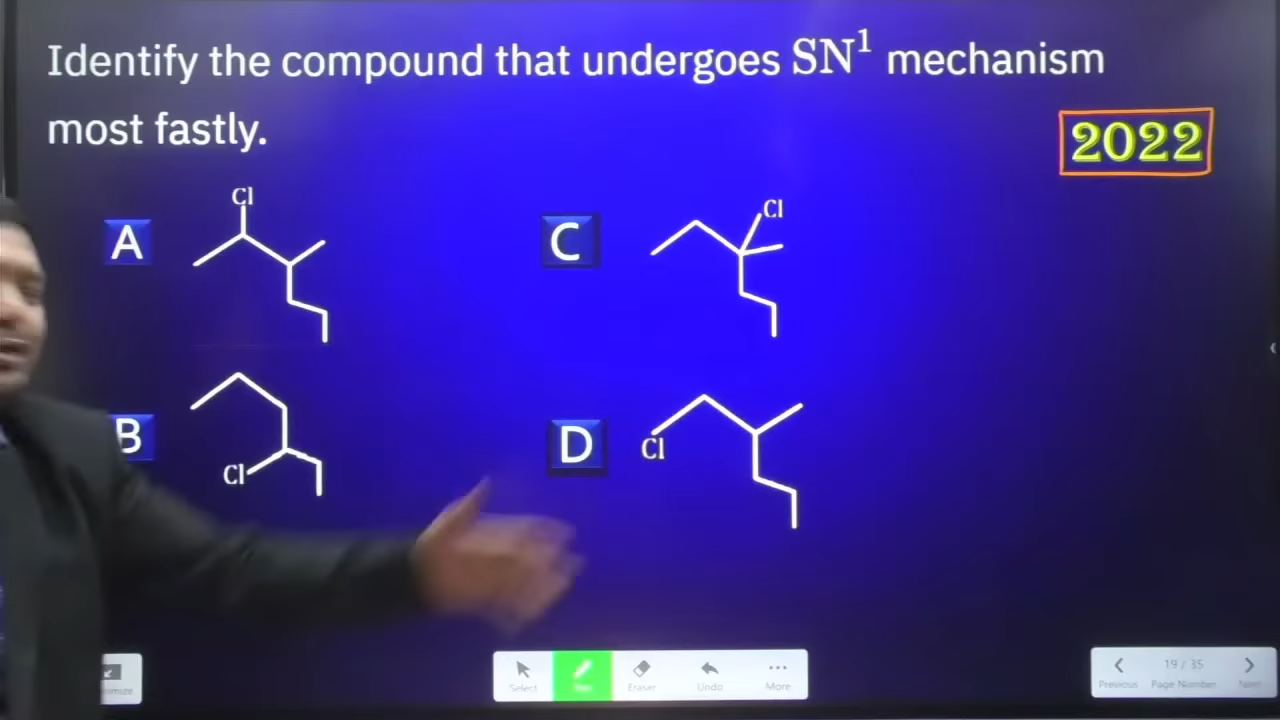 Identify the compound that undergoes SN¹ mechanism
most fastly.
2022
A
Cl
C
Cl
B
Cl
D
Cl
Select
Eraser
Undo
More
Previous
19 / 35
Page Number
Next